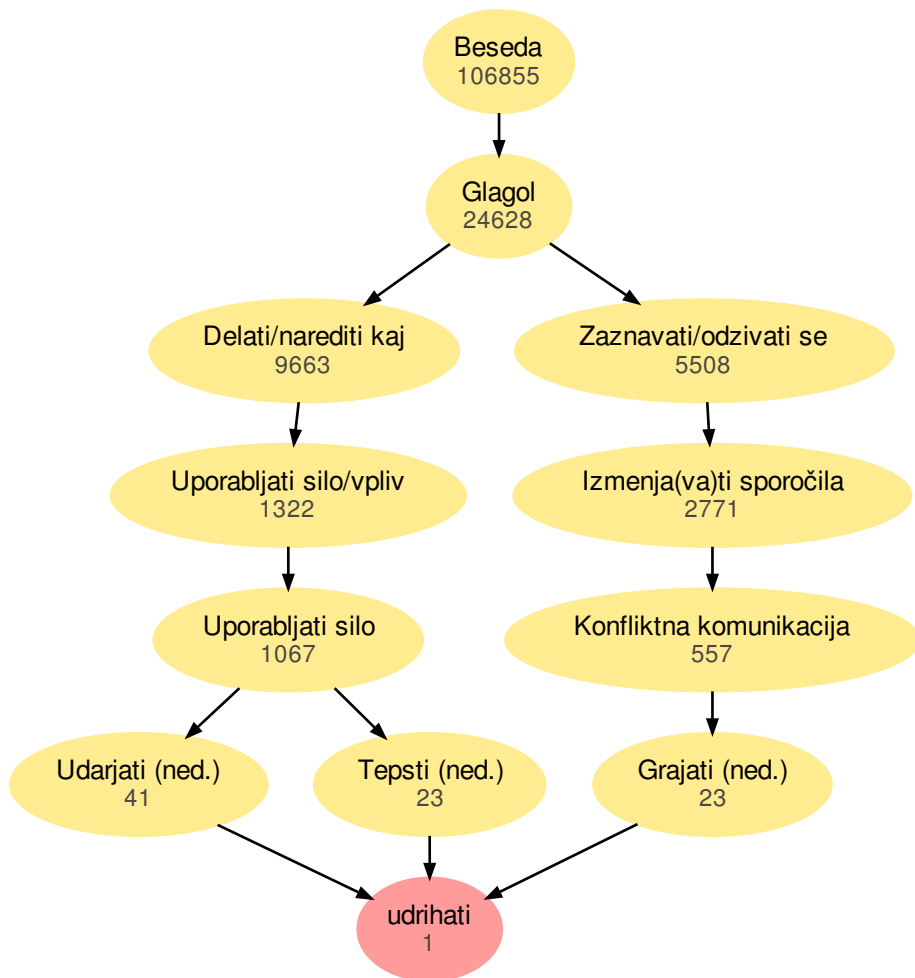 Beseda
106855
Glagol
24628
Delati/narediti kaj
9663
Zaznavati/odzivati se
5508
Uporabljati silo/vpliv
1322
Izmenja(va)ti sporočila
2771
Uporabljati silo
1067
Konfliktna komunikacija
557
Udarjati (ned.)
41
Tepsti (ned.)
23
Grajati (ned.)
23
udrihati
1